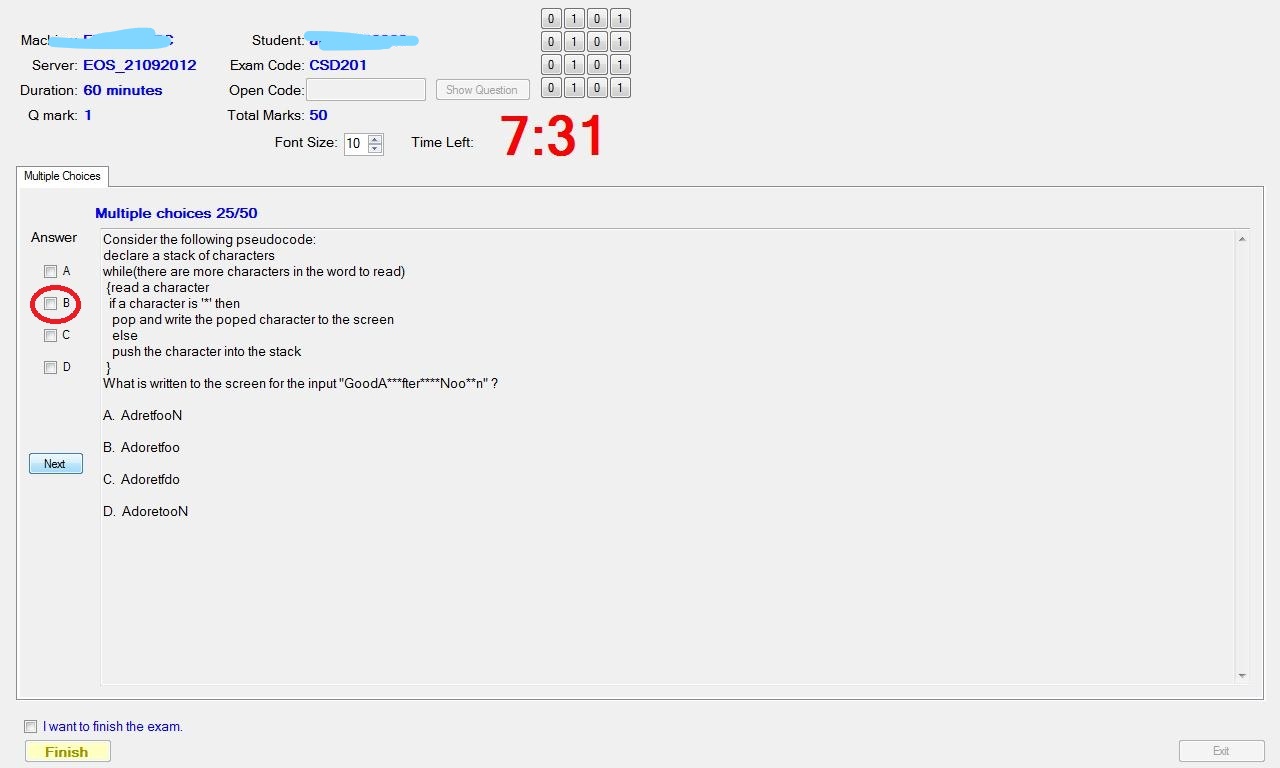 0 1 0 1
Student:
0 1 0 1
Server: EOS_21092012 Exam Code: CSD201
0 1 0 1
Duration: 60 minutes Open Code: Show Question
0 1 0 1
Q mark: 1 Total Marks: 50
Font Size: 10 Time Left: 7:31
Multiple Choices
Multiple choices 25/50
Answer
A
B
C
D
Next
Consider the following pseudocode:
declare a stack of characters
while(there are more characters in the word to read)
{read a character
if a character is '*' then
pop and write the poped character to the screen
else
push the character into the stack
}
What is written to the screen for the input "GoodA***fter****Noo**n" ?
A. AdretfooN
B. Adoretfoo
C. Adoretfdo
D. AdoretooN
I want to finish the exam.
Finish
Exit